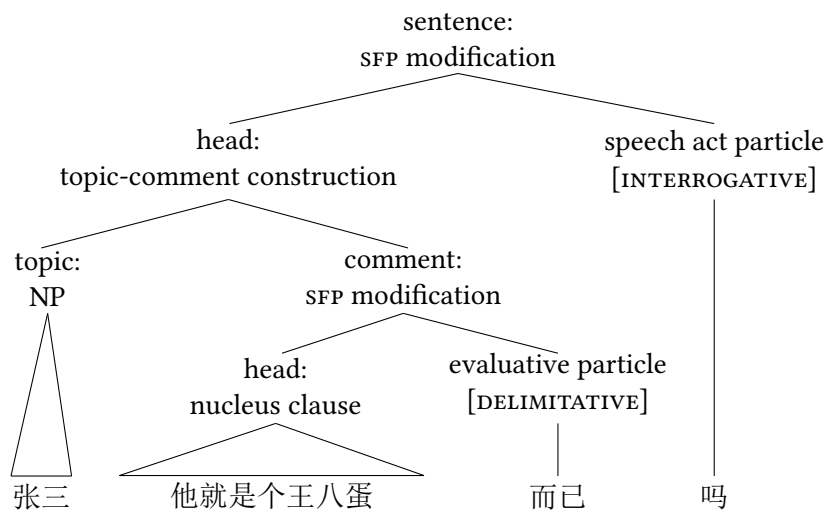 sentence:
SFP modification
head:
topic-comment construction
speech act particle
[INTERROGATIVE]
topic:
NP
comment:
SFP modification
head:
nucleus clause
evaluative particle
[DELIMITATIVE]
张三 他就是个王八蛋 而已 吗